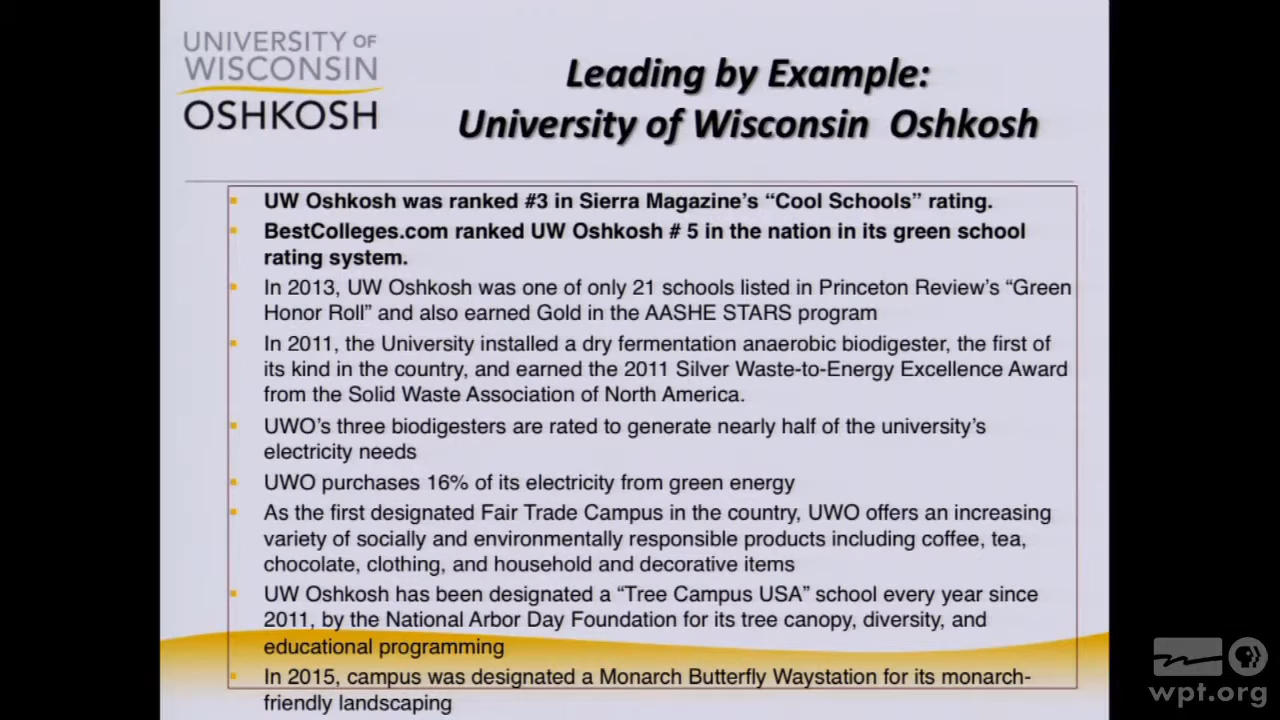 UNIVERSITY OF
WISCONSIN
OSHKOSH
Leading by Example:
University of Wisconsin Oshkosh
UW Oshkosh was ranked #3 in Sierra Magazine's “Cool Schools” rating.
BestColleges.com ranked UW Oshkosh # 5 in the nation in its green school
rating system.
In 2013, UW Oshkosh was one of only 21 schools listed in Princeton Review's “Green
Honor Roll” and also earned Gold in the AASHE STARS program
In 2011, the University installed a dry fermentation anaerobic biodigester, the first of
its kind in the country, and earned the 2011 Silver Waste-to-Energy Excellence Award
from the Solid Waste Association of North America.
UWO's three biodigesters are rated to generate nearly half of the university's
electricity needs
UWO purchases 16% of its electricity from green energy
As the first designated Fair Trade Campus in the country, UWO offers an increasing
variety of socially and environmentally responsible products including coffee, tea,
chocolate, clothing, and household and decorative items
UW Oshkosh has been designated a “Tree Campus USA” school every year since
2011, by the National Arbor Day Foundation for its tree canopy, diversity, and
educational programming
In 2015, campus was designated a Monarch Butterfly Waystation for its monarch-
friendly landscaping
wpt.org